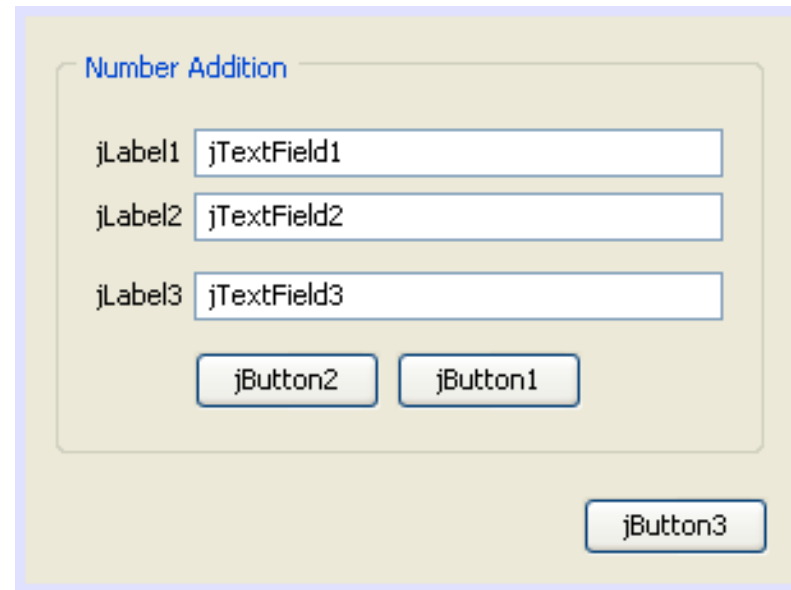 Number Addition
jLabel1 jTextField1
jLabel2 jTextField2
jLabel3 jTextField3
jButton2 jButton1
jButton3